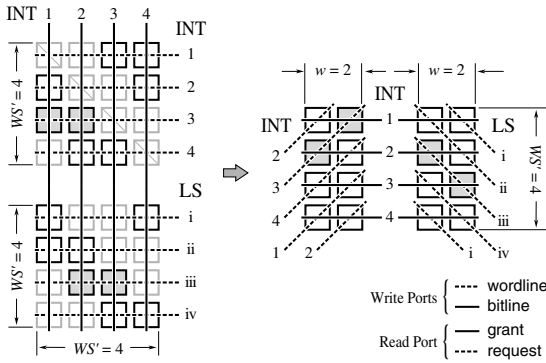 INT 1 2 3 4
INT
1
2
3
4
WS' = 4
LS
i
ii
iii
iv
WS' = 4
WS' = 4
w = 2
w = 2
INT
INT
LS
1
2
3
4
2
3
4
1 2
i
ii
iii
iv
i
WS' = 4
Write Ports
wordline
bitline
Read Port
grant
request